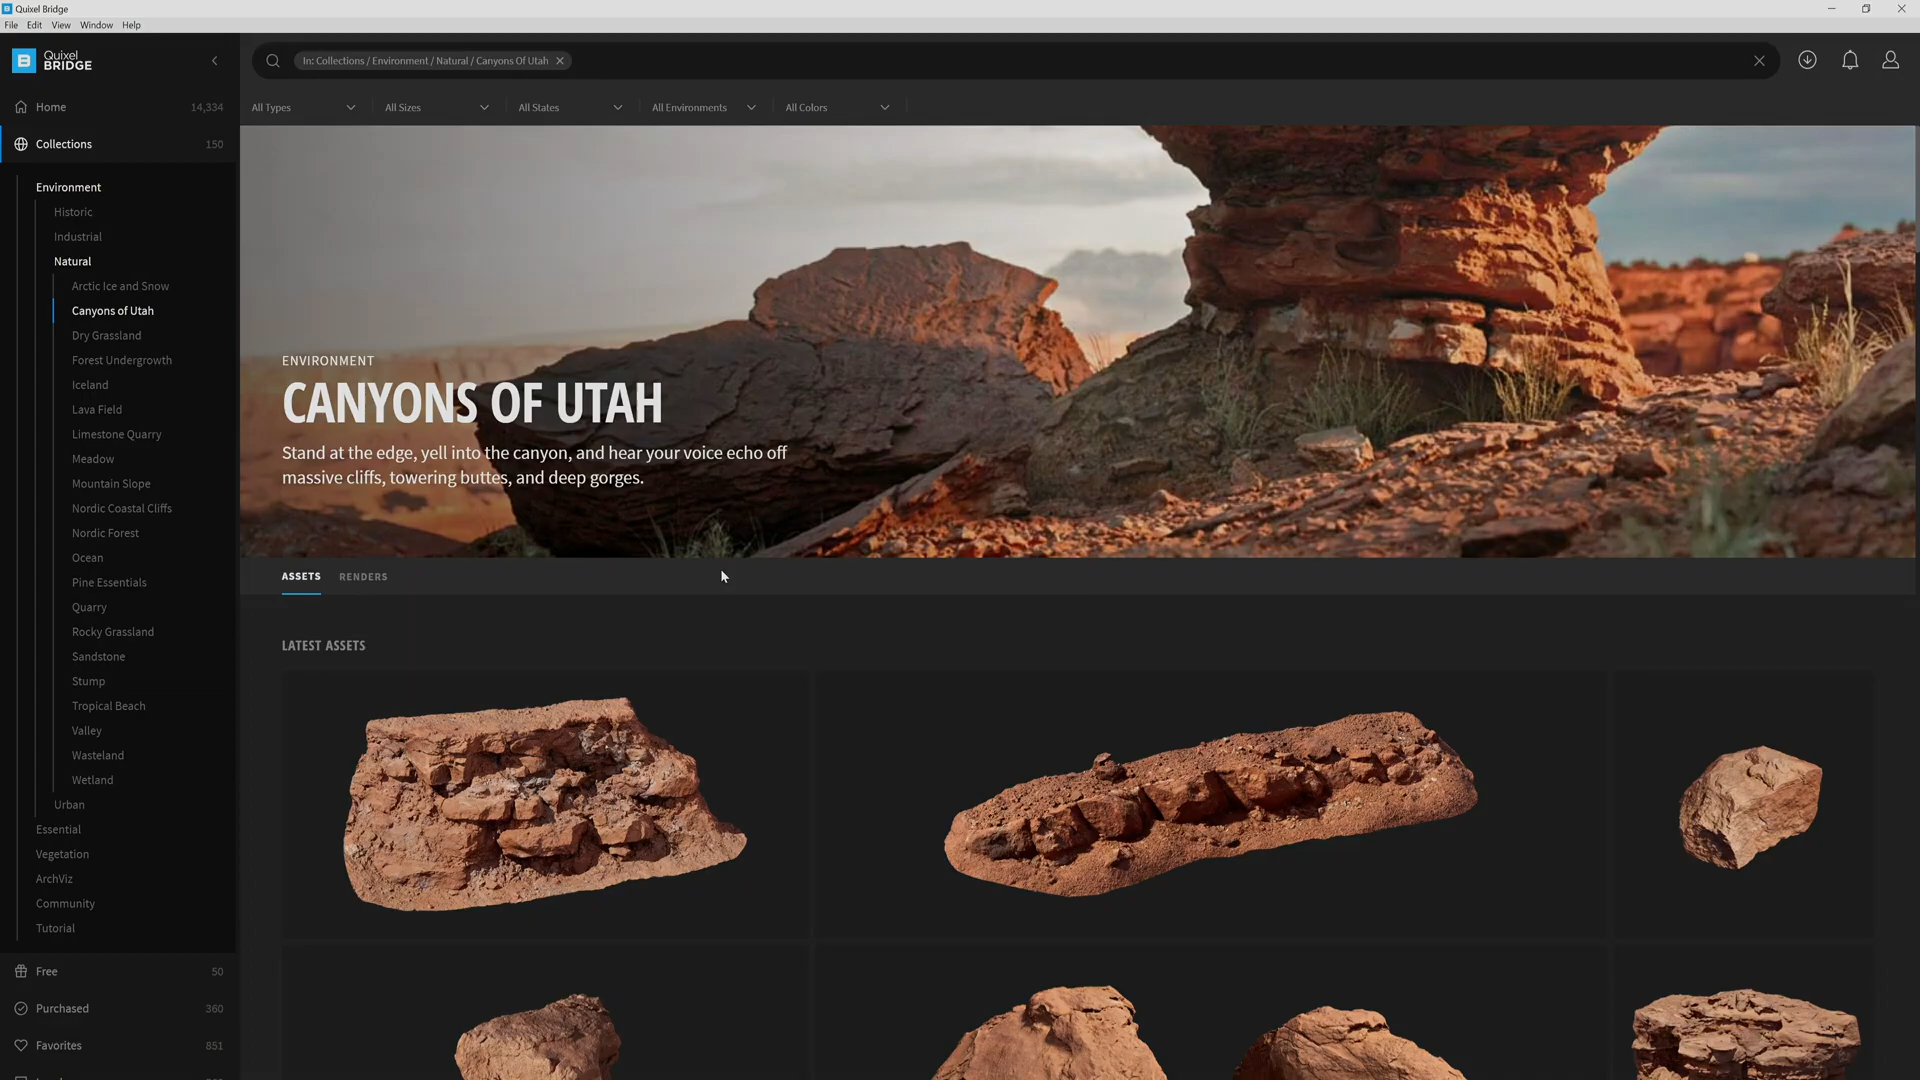 Quixel Bridge
File Edit View Window Help
Quixel
BRIDGE
In: Collections / Environment / Natural / Canyons Of Utah
Home 14,334
All Types All Sizes All States All Environments All Colors
Collections 150
Environment
Historic
Industrial
Natural
Arctic Ice and Snow
Canyons of Utah
Dry Grassland
Forest Undergrowth
Iceland
Lava Field
Limestone Quarry
Meadow
Mountain Slope
Nordic Coastal Cliffs
Nordic Forest
Ocean
Pine Essentials
Quarry
Rocky Grassland
Sandstone
Stump
Tropical Beach
Valley
Wasteland
Wetland
Urban
Essential
Vegetation
ArchViz
Community
Tutorial
Free 50
Purchased 360
Favorites 851
ENVIRONMENT
CANYONS OF UTAH
Stand at the edge, yell into the canyon, and hear your voice echo off
massive cliffs, towering buttes, and deep gorges.
ASSETS RENDERS
LATEST ASSETS